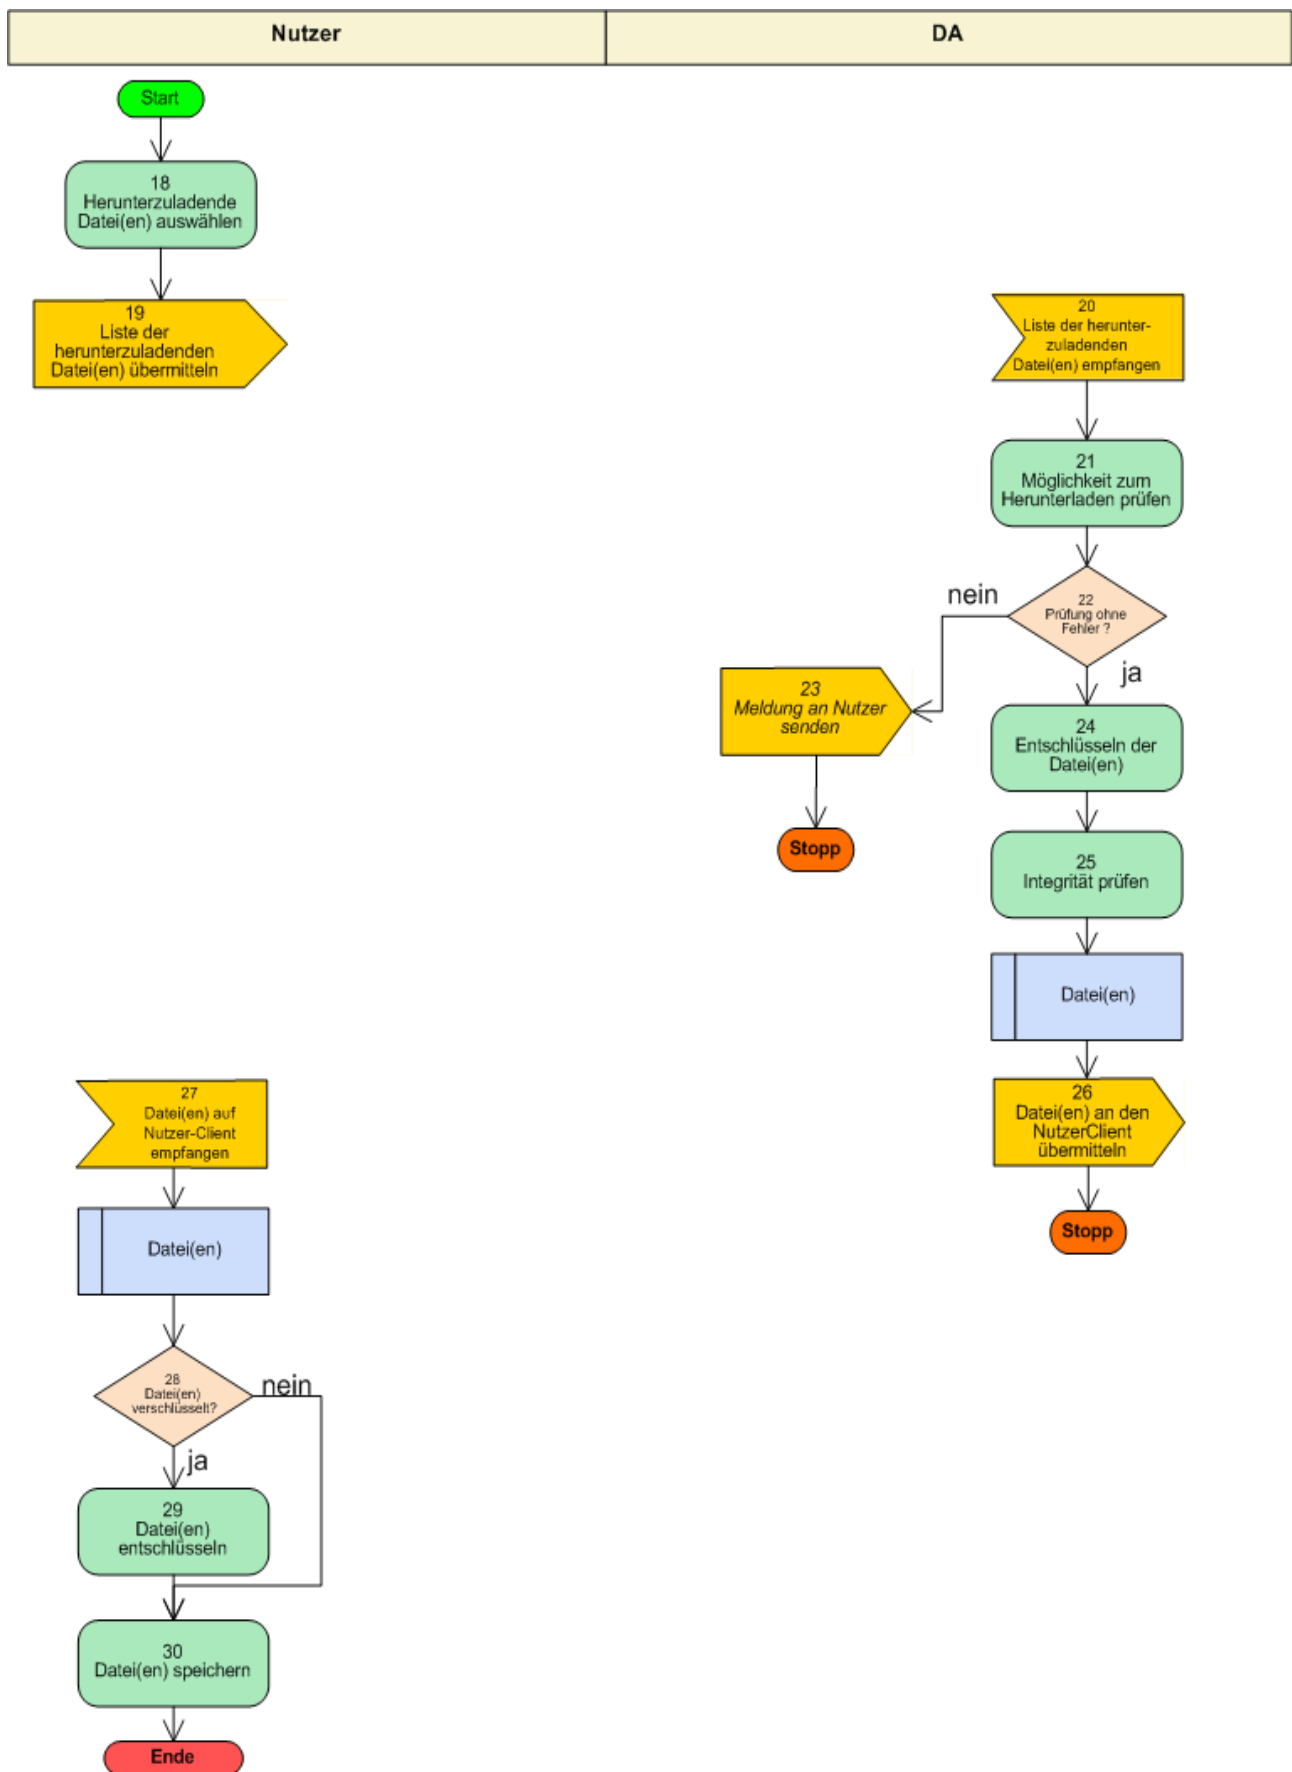 Nutzer
DA
Start
18
Herunterzuladende
Datei(en) auswählen
19
Liste der
herunterzuladenden
Datei(en) übermitteln
20
Liste der herunter-
zuladenden
Datei(en) empfangen
21
Möglichkeit zum
Herunterladen prüfen
22
Prüfung ohne
Fehler ?
nein
ja
23
Meldung an Nutzer
senden
Stopp
24
Entschlüsseln der
Datei(en)
25
Integrität prüfen
Datei(en)
26
Datei(en) an den
NutzerClient
übermitteln
Stopp
27
Datei(en) auf
Nutzer-Client
empfangen
Datei(en)
28
Datei(en)
verschlüsselt?
nein
ja
29
Datei(en)
entschlüsseln
30
Datei(en) speichern
Ende